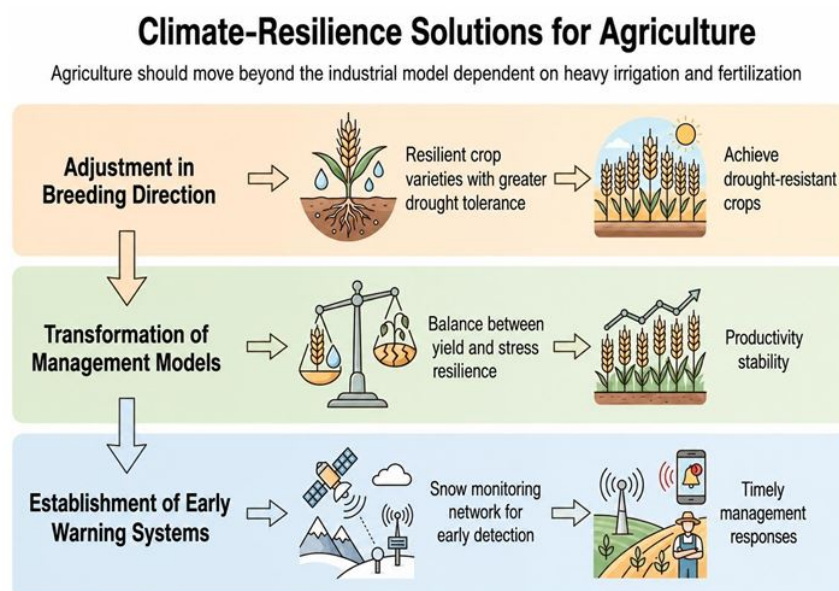 Climate-Resilience Solutions for Agriculture
Agriculture should move beyond the industrial model dependent on heavy irrigation and fertilization
Adjustment in
Breeding Direction
Resilient crop
varieties with greater
drought tolerance
Achieve
drought-resistant
crops
Transformation of
Management Models
Balance between
yield and stress
resilience
Productivity
stability
Establishment of Early
Warning Systems
Snow monitoring
network for
early detection
Timely
management
responses